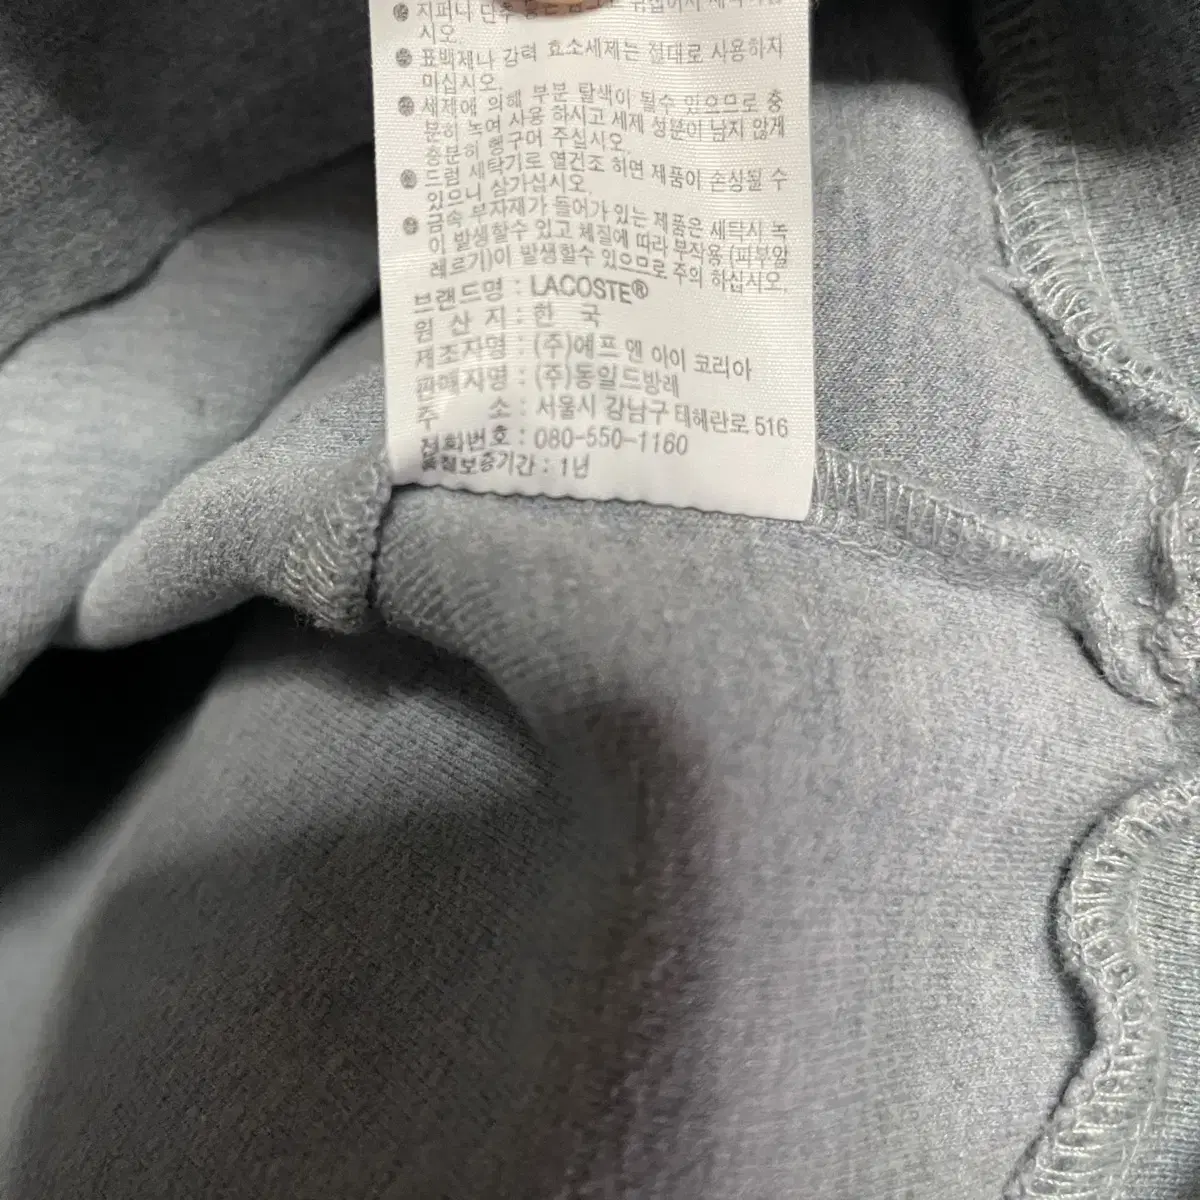 ※ 지퍼나 단추
시오.
※ 표백제나 강력 효소세제는 절대로 사용하지
마십시오.
※ 세제에 의해 부분 탈색이 될수 있으므로 충
분히 녹여 사용 하시고 세제 성분이 남지 않게
충분히 헹구어 주십시오.
※ 드럼 세탁기로 열건조 하면 제품이 손상될 수
있으니 삼가십시오.
※ 금속 부자재가 들어가 있는 제품은 세탁시 녹
이 발생할수 있고 체질에 따라 부작용 (피부알
레르기)이 발생할수 있으므로 주의 하십시오.
브랜드명 : LACOSTE®
원 산 지 : 한 국
제조자명 : (주)에프 엔 아이 코리아
판매자명 : (주)동일드방레
주 소 : 서울시 강남구 테헤란로 516
전화번호 : 080-550-1160
품질보증기간 : 1년